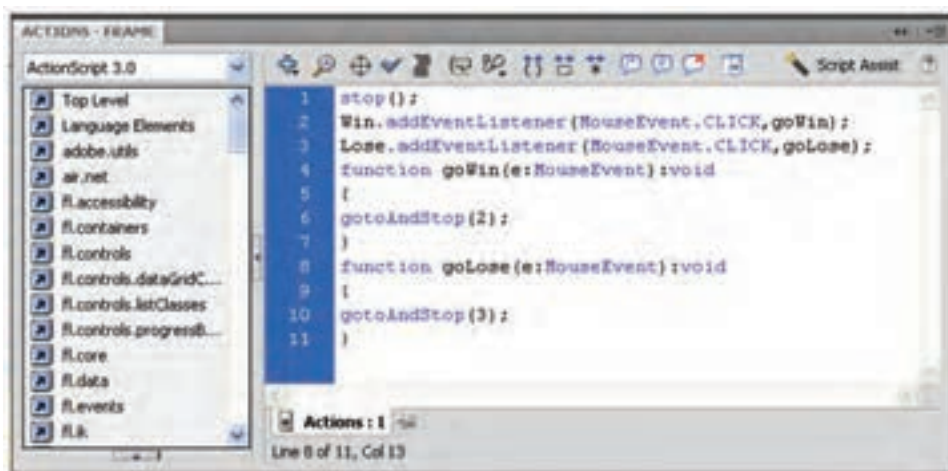 ACTIONS - FRAME
ActionScript 3.0
Script Assist
Top Level
Language Elements
adobe.utils
air.net
fl.accessibility
fl.containers
fl.controls
fl.controls.dataGridC...
fl.controls.listClasses
fl.controls.progressB...
fl.core
fl.data
fl.events
fl.ik
1 stop();
2 Win.addEventListener(MouseEvent.CLICK,goWin);
3 Lose.addEventListener(MouseEvent.CLICK,goLose);
4 function goWin(e:MouseEvent):void
5 {
6 gotoAndStop(2);
7 }
8 function goLose(e:MouseEvent):void
9 {
10 gotoAndStop(3);
11 }
Actions : 1
Line 8 of 11, Col 13